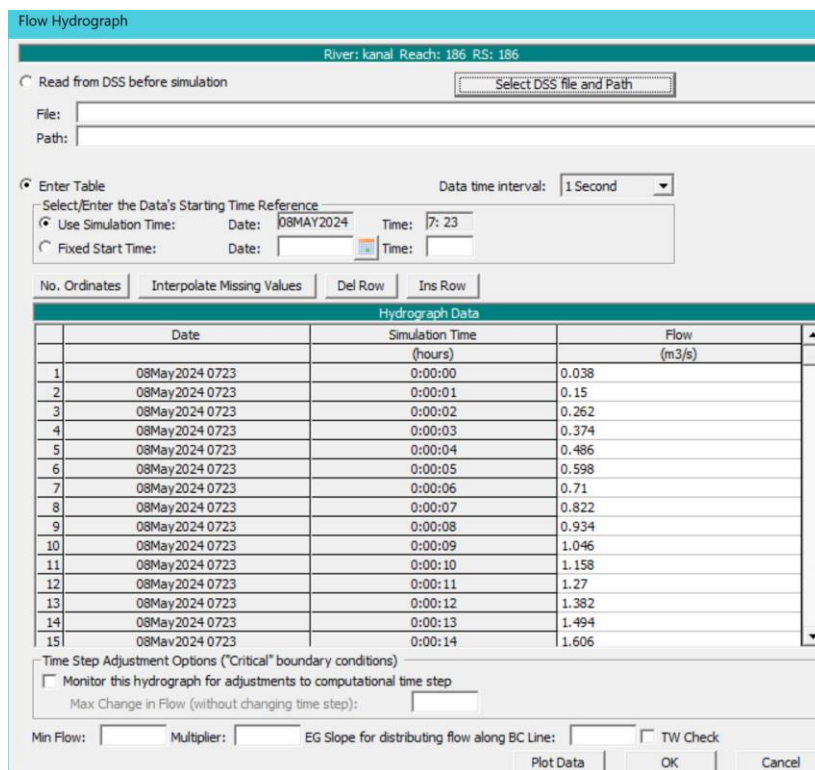 Flow Hydrograph
River: kanal Reach: 186 RS: 186
Read from DSS before simulation Select DSS file and Path
File:
Path:
Enter Table Data time interval: 1 Second
Select/Enter the Data's Starting Time Reference
Use Simulation Time: Date: 08MAY2024 Time: 7: 23
Fixed Start Time: Date: Time:
No. Ordinates Interpolate Missing Values Del Row Ins Row
Hydrograph Data
Date Simulation Time Flow
(hours) (m3/s)
1 08May2024 0723 0:00:00 0.038
2 08May2024 0723 0:00:01 0.15
3 08May2024 0723 0:00:02 0.262
4 08May2024 0723 0:00:03 0.374
5 08May2024 0723 0:00:04 0.486
6 08May2024 0723 0:00:05 0.598
7 08May2024 0723 0:00:06 0.71
8 08May2024 0723 0:00:07 0.822
9 08May2024 0723 0:00:08 0.934
10 08May2024 0723 0:00:09 1.046
11 08May2024 0723 0:00:10 1.158
12 08May2024 0723 0:00:11 1.27
13 08May2024 0723 0:00:12 1.382
14 08May2024 0723 0:00:13 1.494
15 08May2024 0723 0:00:14 1.606
Time Step Adjustment Options ("Critical" boundary conditions)
Monitor this hydrograph for adjustments to computational time step
Max Change in Flow (without changing time step):
Min Flow: Multiplier: EG Slope for distributing flow along BC Line: TW Check
Plot Data OK Cancel